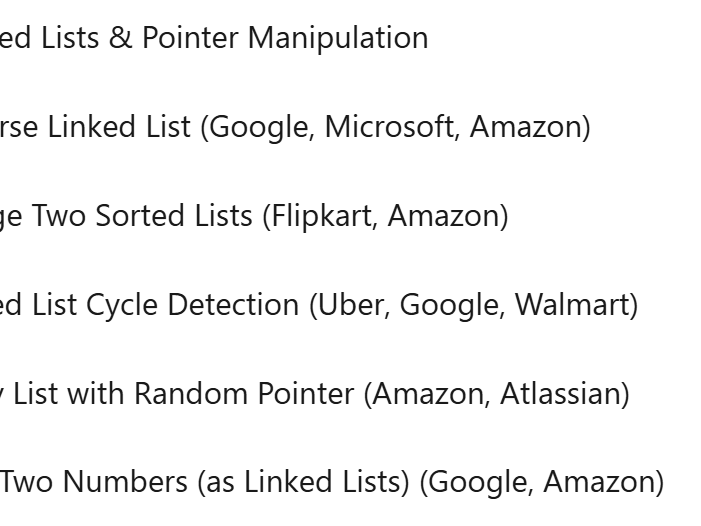 ed Lists & Pointer Manipulation
rse Linked List (Google, Microsoft, Amazon)
ge Two Sorted Lists (Flipkart, Amazon)
ed List Cycle Detection (Uber, Google, Walmart)
y List with Random Pointer (Amazon, Atlassian)
Two Numbers (as Linked Lists) (Google, Amazon)